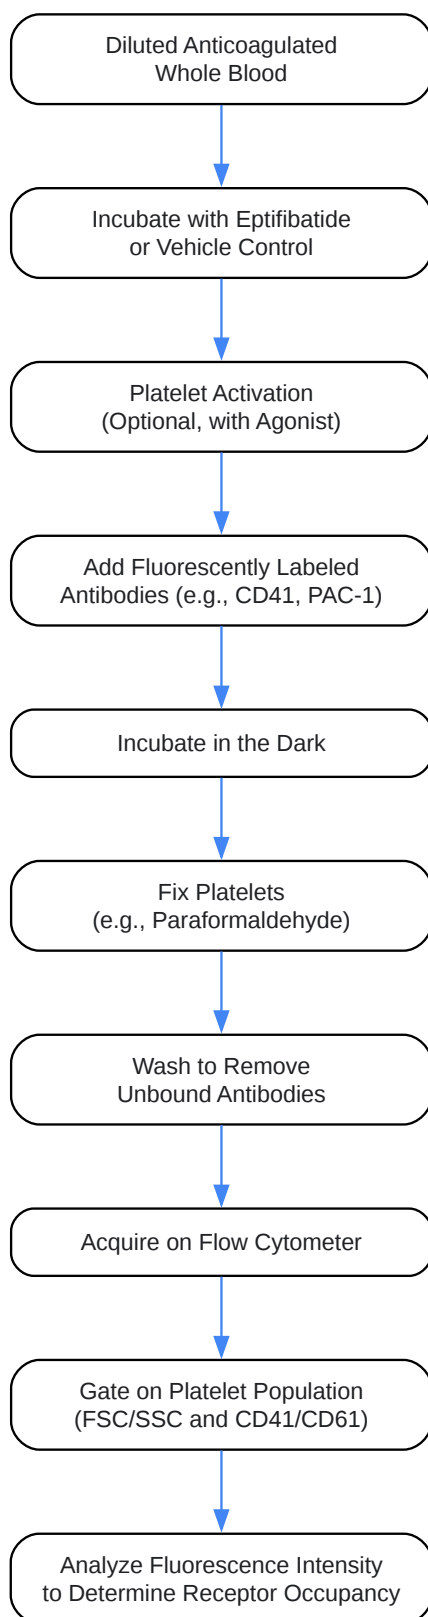 Diluted Anticoagulated
Whole Blood
Incubate with Eptifibatide
or Vehicle Control
Platelet Activation
(Optional, with Agonist)
Add Fluorescently Labeled
Antibodies (e.g., CD41, PAC-1)
Incubate in the Dark
Fix Platelets
(e.g., Paraformaldehyde)
Wash to Remove
Unbound Antibodies
Acquire on Flow Cytometer
Gate on Platelet Population
(FSC/SSC and CD41/CD61)
Analyze Fluorescence Intensity
to Determine Receptor Occupancy